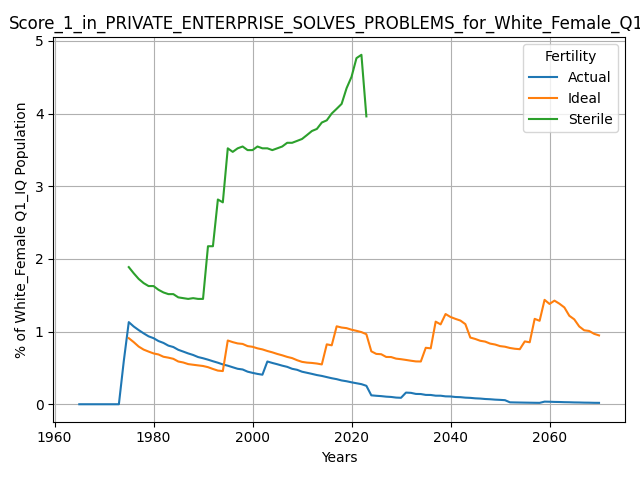 Score_1_in_PRIVATE_ENTERPRISE_SOLVES_PROBLEMS_for_White_Female_Q1
Fertility
Actual
Ideal
Sterile
5
4
3
2
1
0
% of White_Female Q1_IQ Population
1960
1980
2000
2020
2040
2060
Years